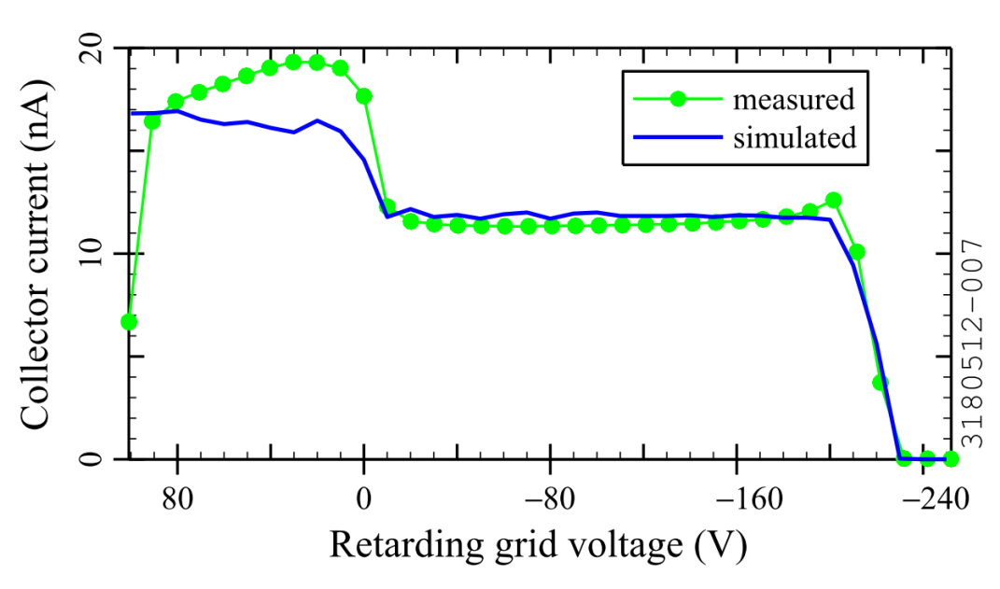 Collector current (nA)
20
10
0
measured
simulated
80
0
−80
−160
−240
Retarding grid voltage (V)
3180512−007